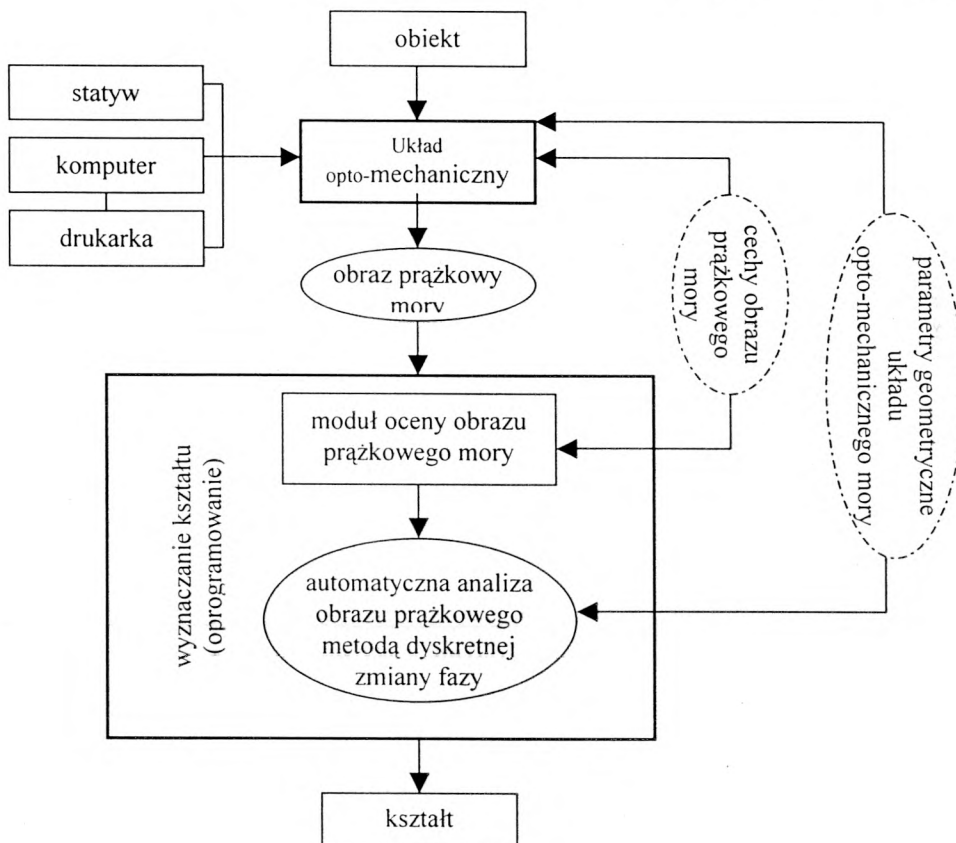 obiekt
statyw
komputer
drukarka
Układ
opto-mechaniczny
obraz prążkowy
mory
cechy obrazu
prążkowego
mory
parametry geometryczne
układu
opto-mechanicznego mory
wyznaczanie kształtu
(oprogramowanie)
moduł oceny obrazu
prążkowego mory
automatyczna analiza
obrazu prążkowego
metodą dyskretnej
zmiany fazy
kształt